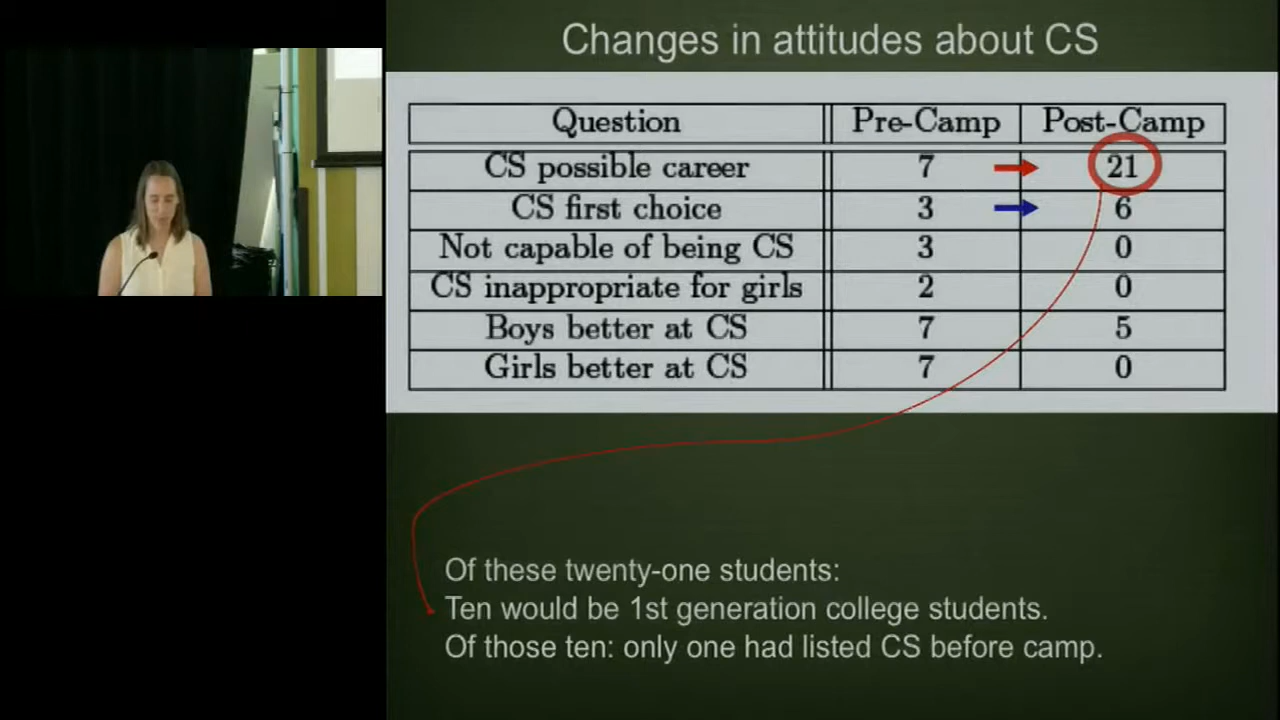 Changes in attitudes about CS
Question Pre-Camp Post-Camp
CS possible career 7 21
CS first choice 3 6
Not capable of being CS 3 0
CS inappropriate for girls 2 0
Boys better at CS 7 5
Girls better at CS 7 0
Of these twenty-one students:
Ten would be 1st generation college students.
Of those ten: only one had listed CS before camp.